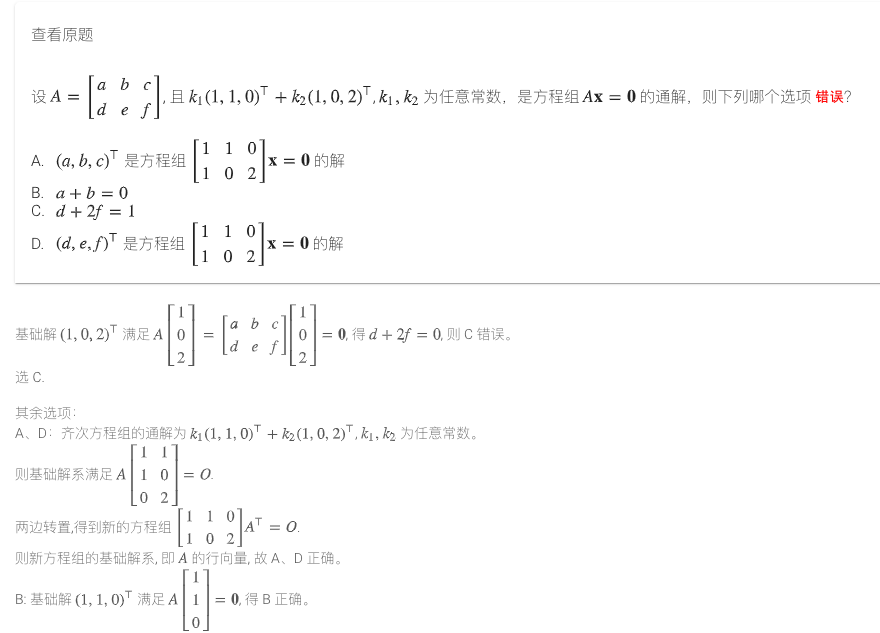 查看原题
设 $A = \begin{bmatrix} a & b & c \\ d & e & f \end{bmatrix}$, 且 $k_1(1,1,0)^\top + k_2(1,0,2)^\top, k_1, k_2$ 为任意常数，是方程组 $A\mathbf{x} = \mathbf{0}$ 的通解，则下列哪个选项 错误?
A. $(a,b,c)^\top$ 是方程组 $\begin{bmatrix} 1 & 1 & 0 \\ 1 & 0 & 2 \end{bmatrix}\mathbf{x} = \mathbf{0}$ 的解
B. $a + b = 0$
C. $d + 2f = 1$
D. $(d,e,f)^\top$ 是方程组 $\begin{bmatrix} 1 & 1 & 0 \\ 1 & 0 & 2 \end{bmatrix}\mathbf{x} = \mathbf{0}$ 的解
基础解 $(1,0,2)^\top$ 满足 $A\begin{bmatrix} 1 \\ 0 \\ 2 \end{bmatrix} = \begin{bmatrix} a & b & c \\ d & e & f \end{bmatrix}\begin{bmatrix} 1 \\ 0 \\ 2 \end{bmatrix} = \mathbf{0}$, 得 $d + 2f = 0$, 则 C 错误。
选 C.
其余选项:
A、D: 齐次方程组的通解为 $k_1(1,1,0)^\top + k_2(1,0,2)^\top, k_1, k_2$ 为任意常数。
则基础解系满足 $A\begin{bmatrix} 1 & 1 \\ 1 & 0 \\ 0 & 2 \end{bmatrix} = O.$
两边转置,得到新的方程组 $\begin{bmatrix} 1 & 1 & 0 \\ 1 & 0 & 2 \end{bmatrix}A^\top = O.$
则新方程组的基础解系, 即 $A$ 的行向量, 故 A、D 正确。
B: 基础解 $(1,1,0)^\top$ 满足 $A\begin{bmatrix} 1 \\ 1 \\ 0 \end{bmatrix} = \mathbf{0}$, 得 B 正确。